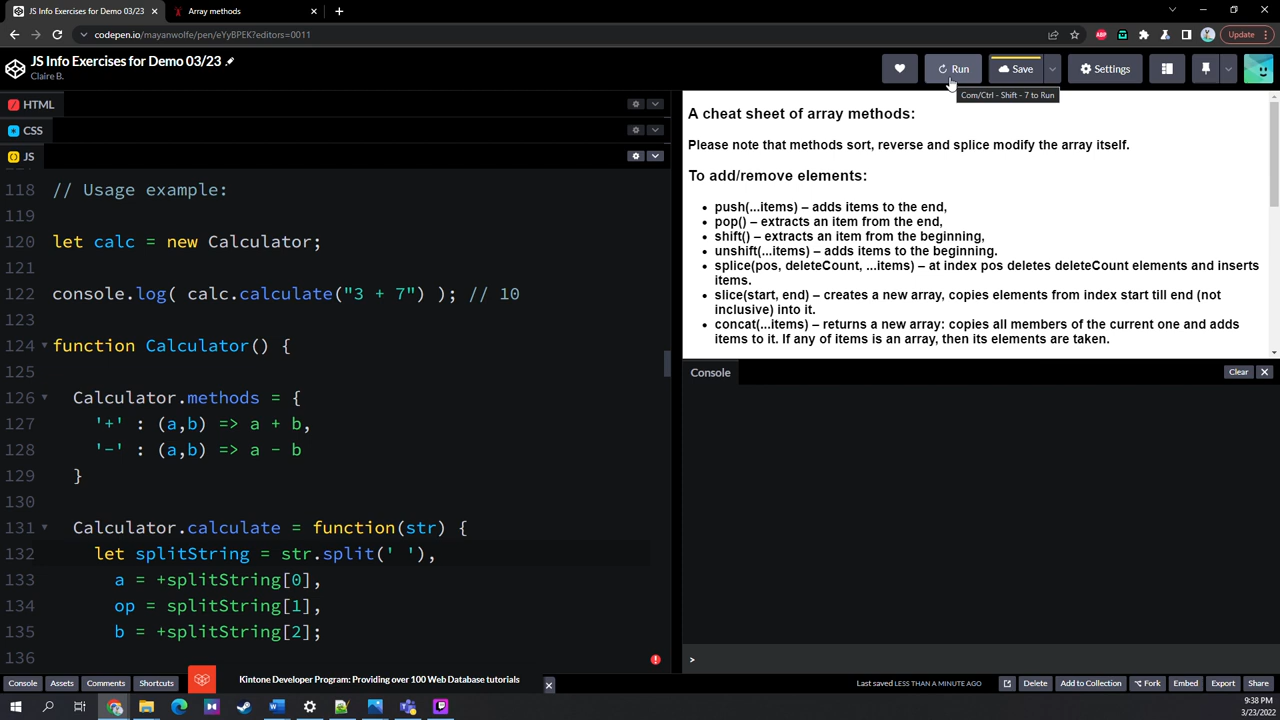 JS Info Exercises for Demo 03/23
Array methods
codepen.io/mayanwolfe/pen/eYyBPEK?editors=0011
ABP
Update
JS Info Exercises for Demo 03/23
Claire B.
Run
Save
Settings
Com/Ctrl - Shift - 7 to Run
HTML
CSS
JS
118 // Usage example:
119
120 let calc = new Calculator;
121
122 console.log( calc.calculate("3 + 7") ); // 10
123
124 function Calculator() {
125
126 Calculator.methods = {
127 '+' : (a,b) => a + b,
128 '-' : (a,b) => a - b
129 }
130
131 Calculator.calculate = function(str) {
132 let splitString = str.split(' '),
133 a = +splitString[0],
134 op = splitString[1],
135 b = +splitString[2];
136
A cheat sheet of array methods:
Please note that methods sort, reverse and splice modify the array itself.
To add/remove elements:
• push(...items) – adds items to the end,
• pop() – extracts an item from the end,
• shift() – extracts an item from the beginning,
• unshift(...items) – adds items to the beginning.
• splice(pos, deleteCount, ...items) – at index pos deletes deleteCount elements and inserts
items.
• slice(start, end) – creates a new array, copies elements from index start till end (not
inclusive) into it.
• concat(...items) – returns a new array: copies all members of the current one and adds
items to it. If any of items is an array, then its elements are taken.
Console
Clear
>
Console
Assets
Comments
Shortcuts
Kintone Developer Program: Providing over 100 Web Database tutorials
Last saved LESS THAN A MINUTE AGO
Delete
Add to Collection
Fork
Embed
Export
Share
9:38 PM
3/23/2022